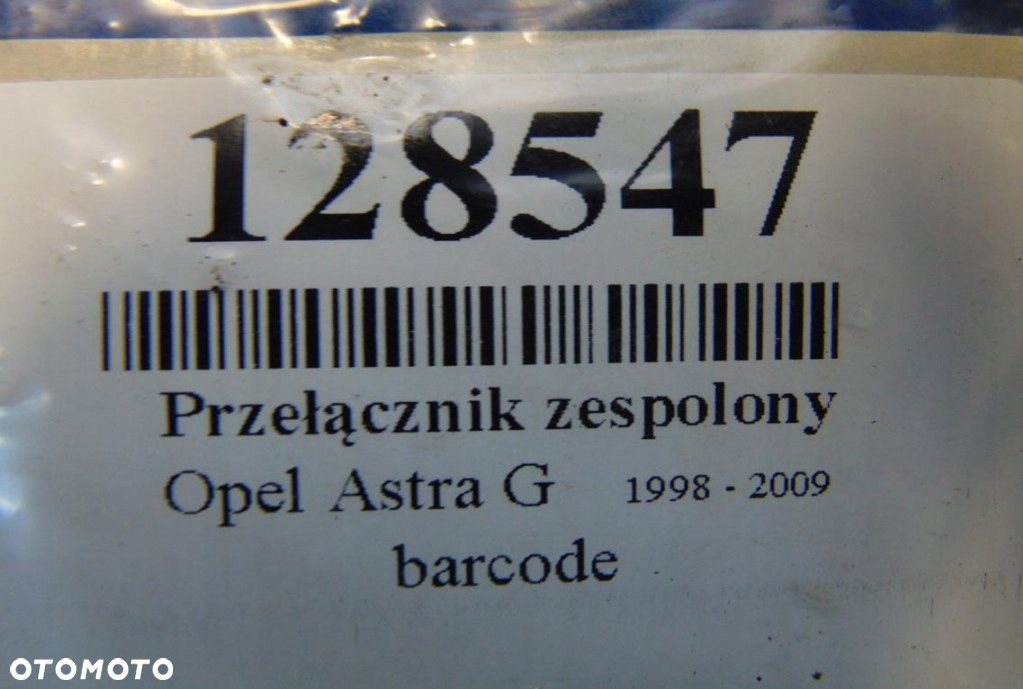 128547
Przełącznik zespolony
Opel Astra G 1998 - 2009
barcode
OTOMOTO